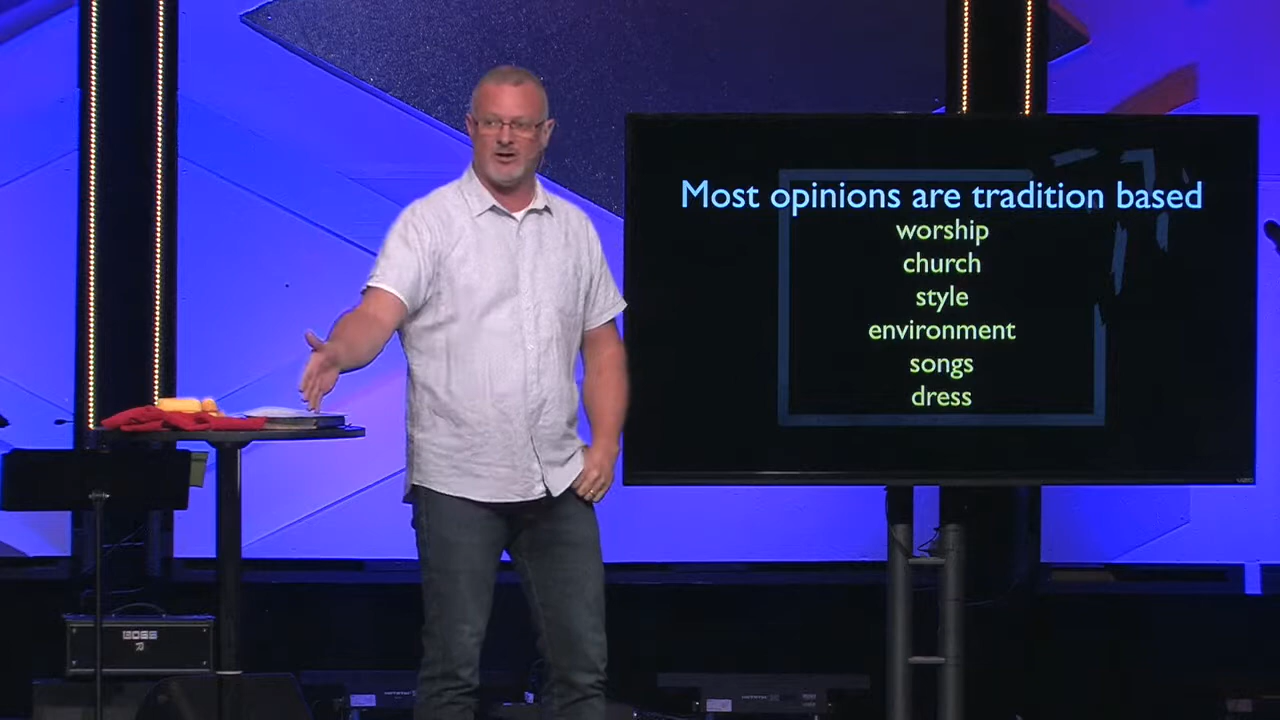 Most opinions are tradition based
worship
church
style
environment
songs
dress
BOSS